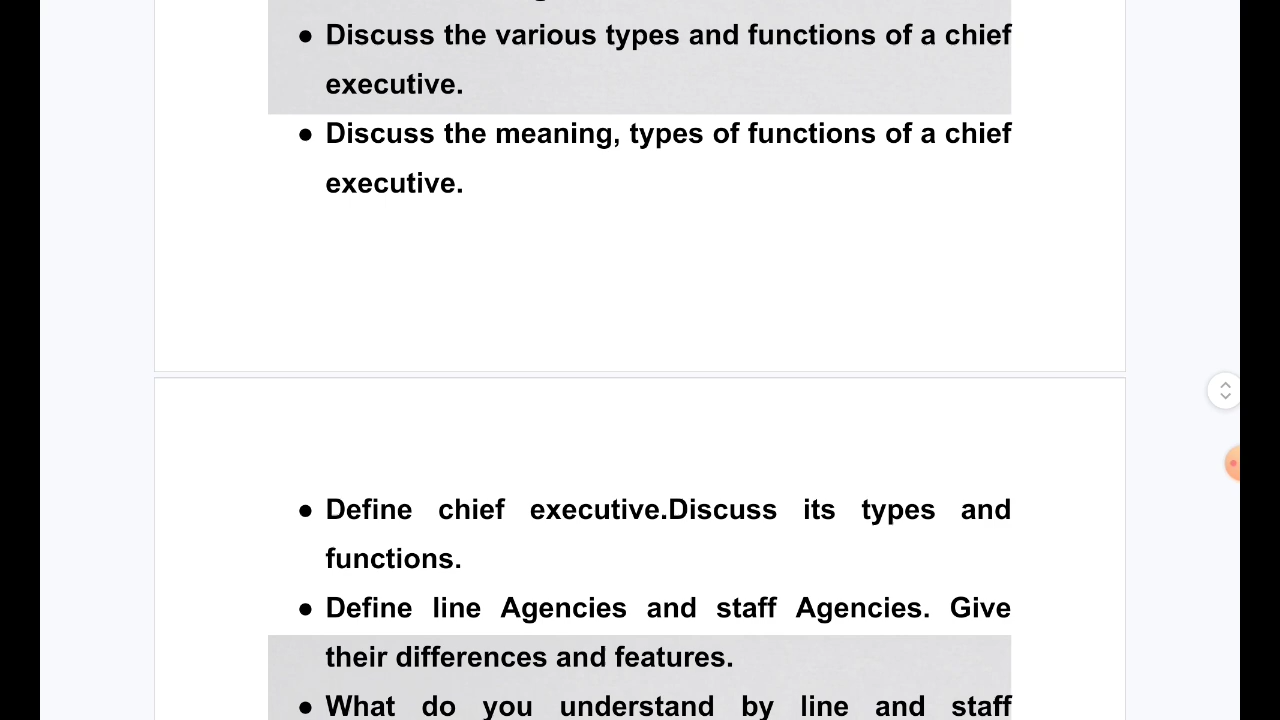 ● Discuss the various types and functions of a chief
executive.
● Discuss the meaning, types of functions of a chief
executive.
● Define chief executive.Discuss its types and
functions.
● Define line Agencies and staff Agencies. Give
their differences and features.
● What do you understand by line and staff